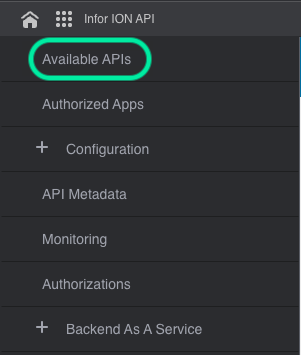 Infor ION API
Available APIs
Authorized Apps
Configuration
API Metadata
Monitoring
Authorizations
Backend As A Service